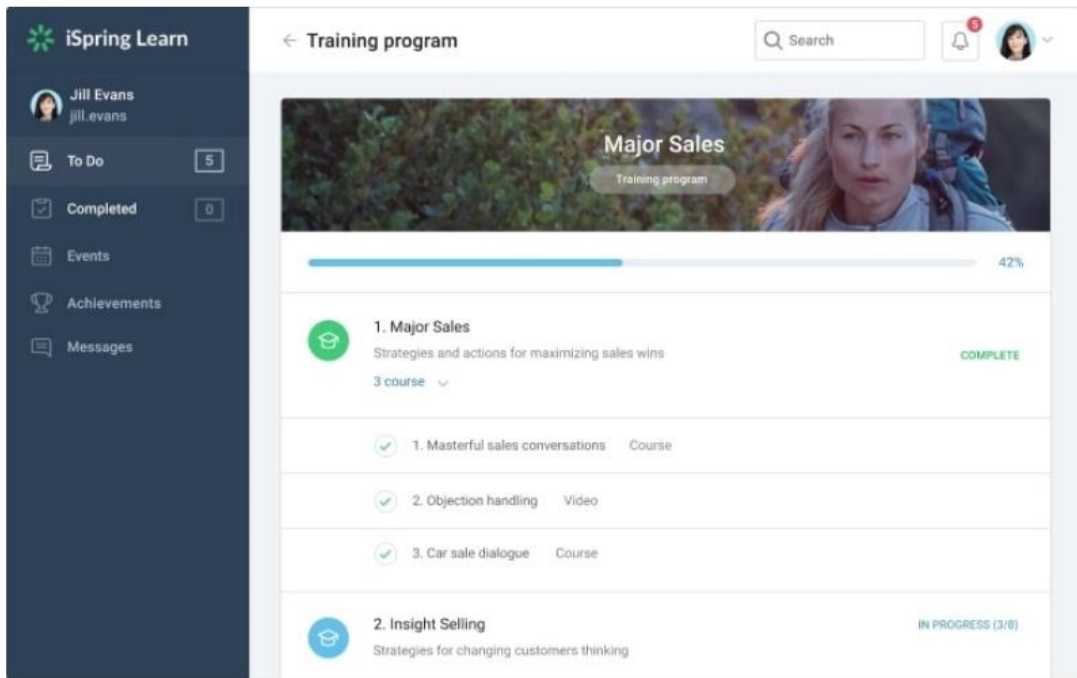 iSpring Learn
← Training program
Search
5
Jill Evans
jill.evans
To Do 5
Completed 0
Events
Achievements
Messages
Major Sales
Training program
42%
1. Major Sales
Strategies and actions for maximizing sales wins
COMPLETE
3 course
1. Masterful sales conversations Course
2. Objection handling Video
3. Car sale dialogue Course
2. Insight Selling
IN PROGRESS (3/8)
Strategies for changing customers thinking